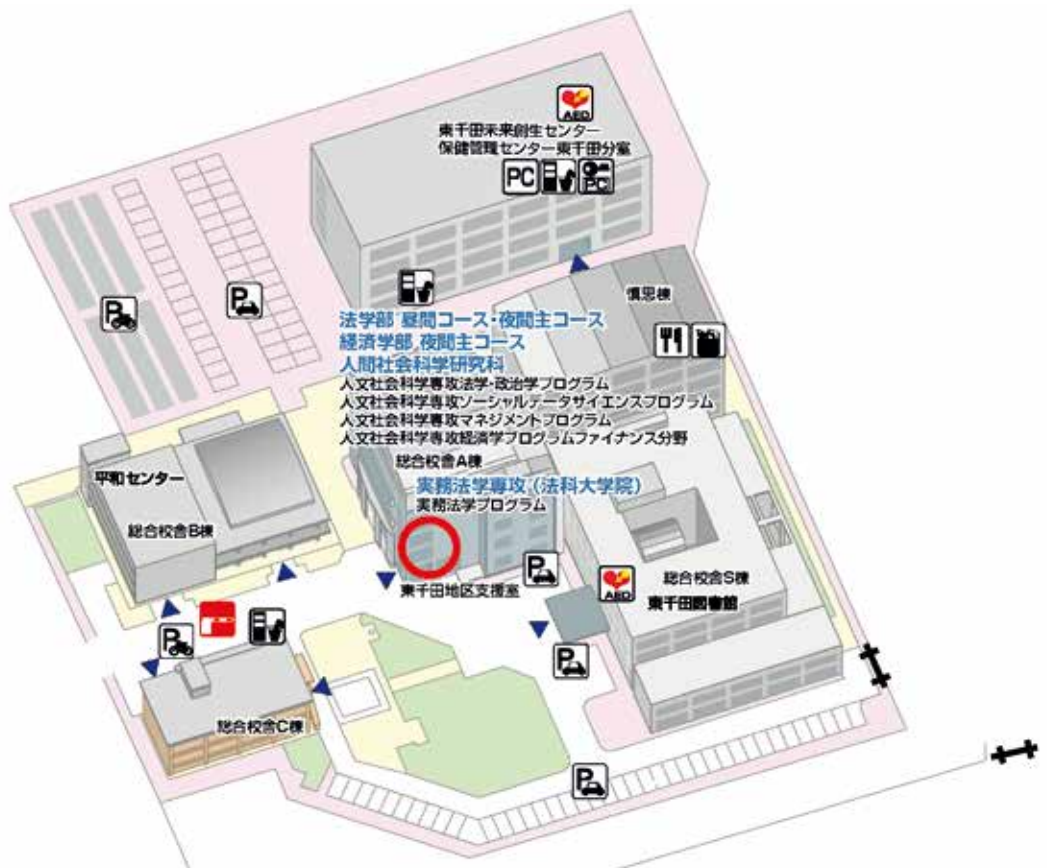 AED
東千田未来創生センター
保健管理センター東千田分室
PC
PC
P
P
慎思棟
法学部 昼間コース・夜間主コース
経済学部 夜間主コース
人間社会科学研究科
人文社会科学専攻法学・政治学プログラム
人文社会科学専攻ソーシャルデータサイエンスプログラム
人文社会科学専攻マネジメントプログラム
人文社会科学専攻経済学プログラムファイナンス分野
総合校舎A棟
平和センター
実務法学専攻（法科大学院）
実務法学プログラム
総合校舎B棟
P
AED
総合校舎S棟
東千田地区支援室
東千田図書館
P
P
総合校舎C棟
P